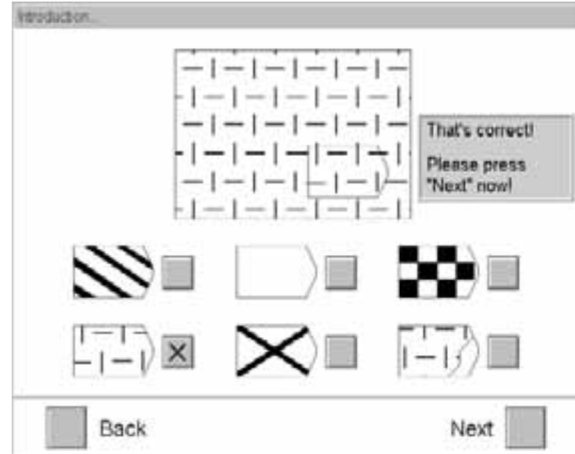 Introduction...
That's correct!
Please press
"Next" now!
Back
Next